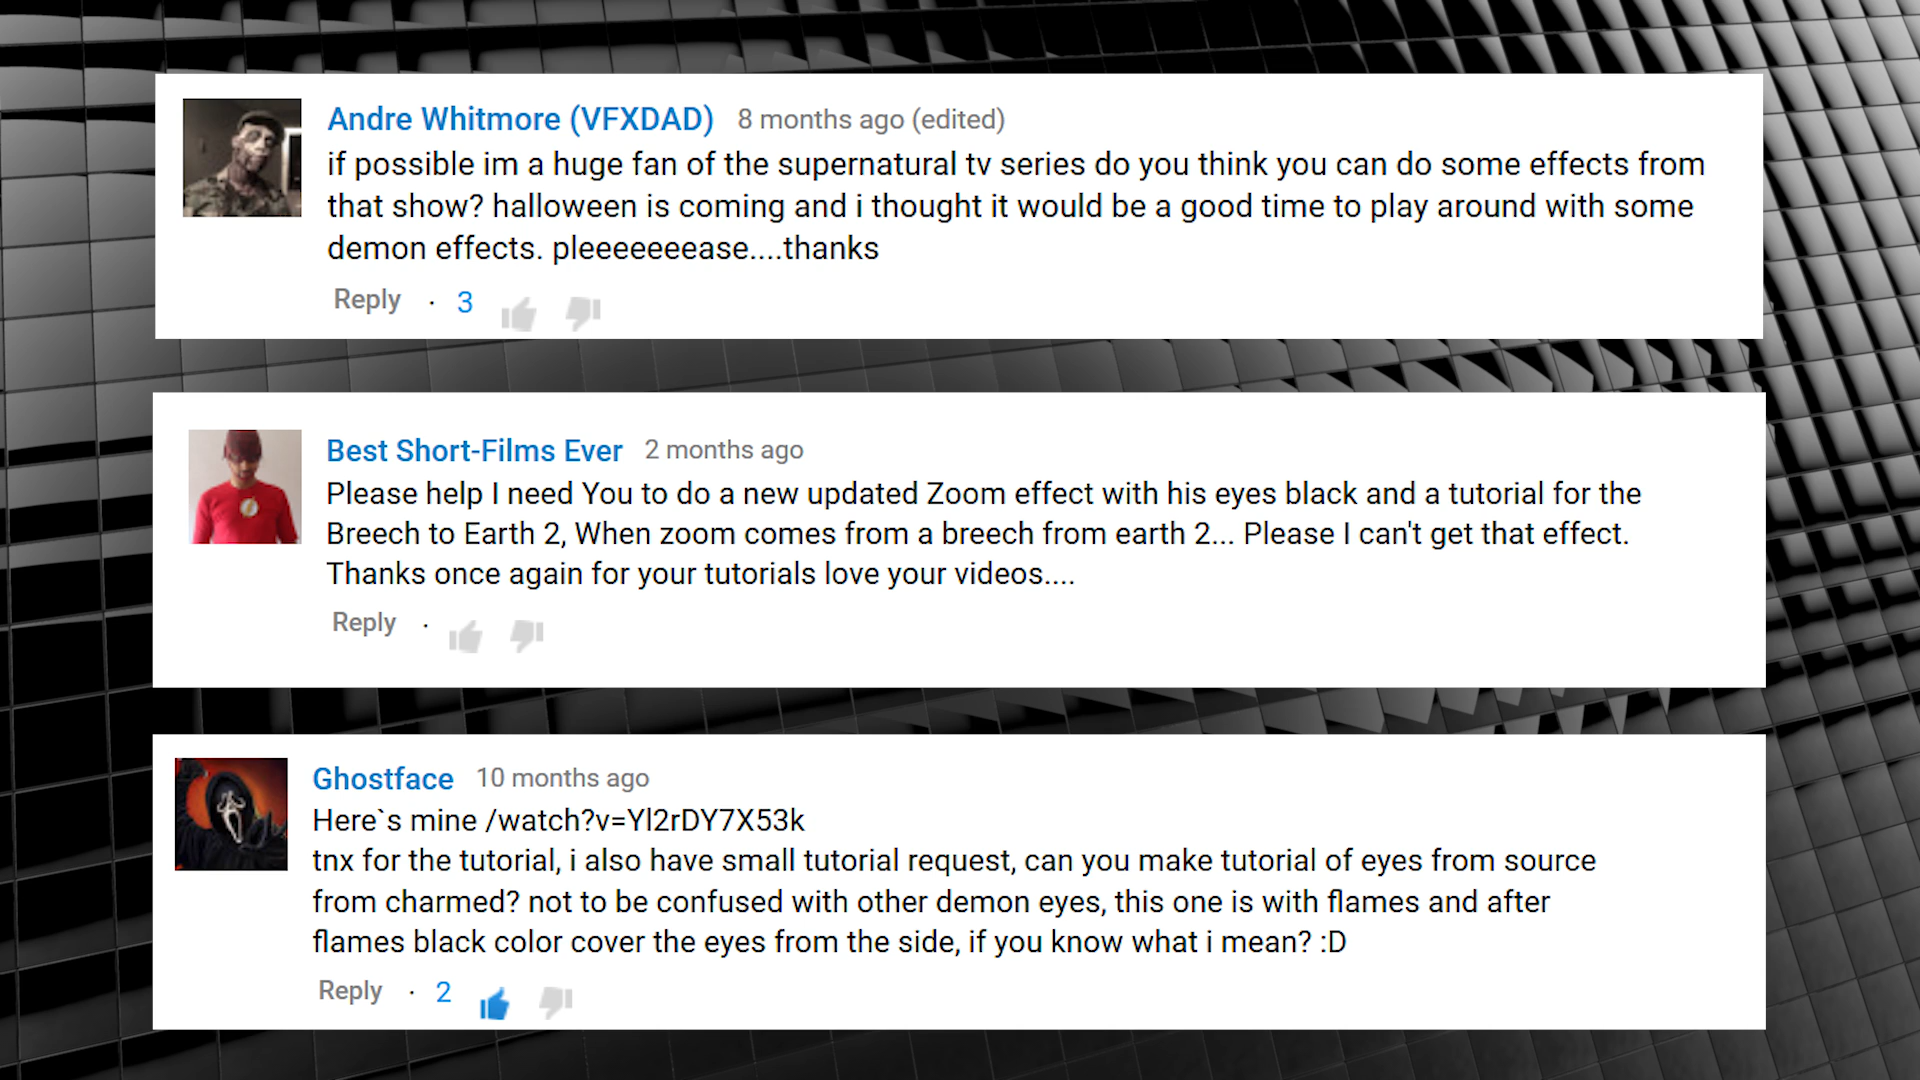 Andre Whitmore (VFXDAD) 8 months ago (edited)
if possible im a huge fan of the supernatural tv series do you think you can do some effects from
that show? halloween is coming and i thought it would be a good time to play around with some
demon effects. pleeeeeeease....thanks
Reply · 3
Best Short-Films Ever 2 months ago
Please help I need You to do a new updated Zoom effect with his eyes black and a tutorial for the
Breech to Earth 2, When zoom comes from a breech from earth 2... Please I can't get that effect.
Thanks once again for your tutorials love your videos....
Reply ·
Ghostface 10 months ago
Here`s mine /watch?v=Yl2rDY7X53k
tnx for the tutorial, i also have small tutorial request, can you make tutorial of eyes from source
from charmed? not to be confused with other demon eyes, this one is with flames and after
flames black color cover the eyes from the side, if you know what i mean? :D
Reply · 2